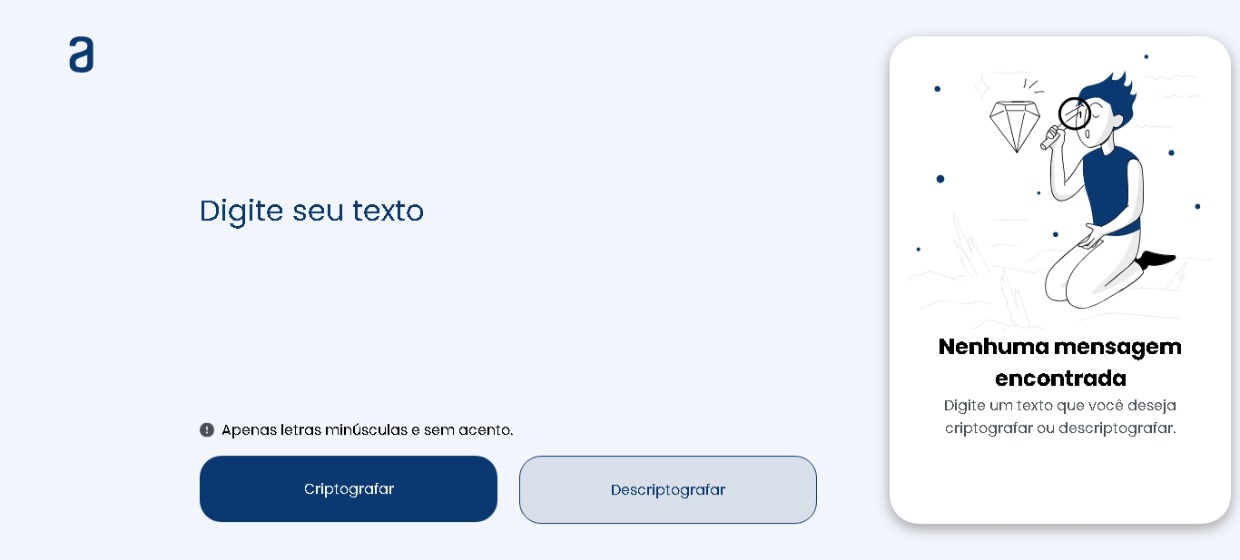 a
Digite seu texto
Apenas letras minúsculas e sem acento.
Criptografar
Descriptografar
Nenhuma mensagem
encontrada
Digite um texto que você deseja
criptografar ou descriptografar.